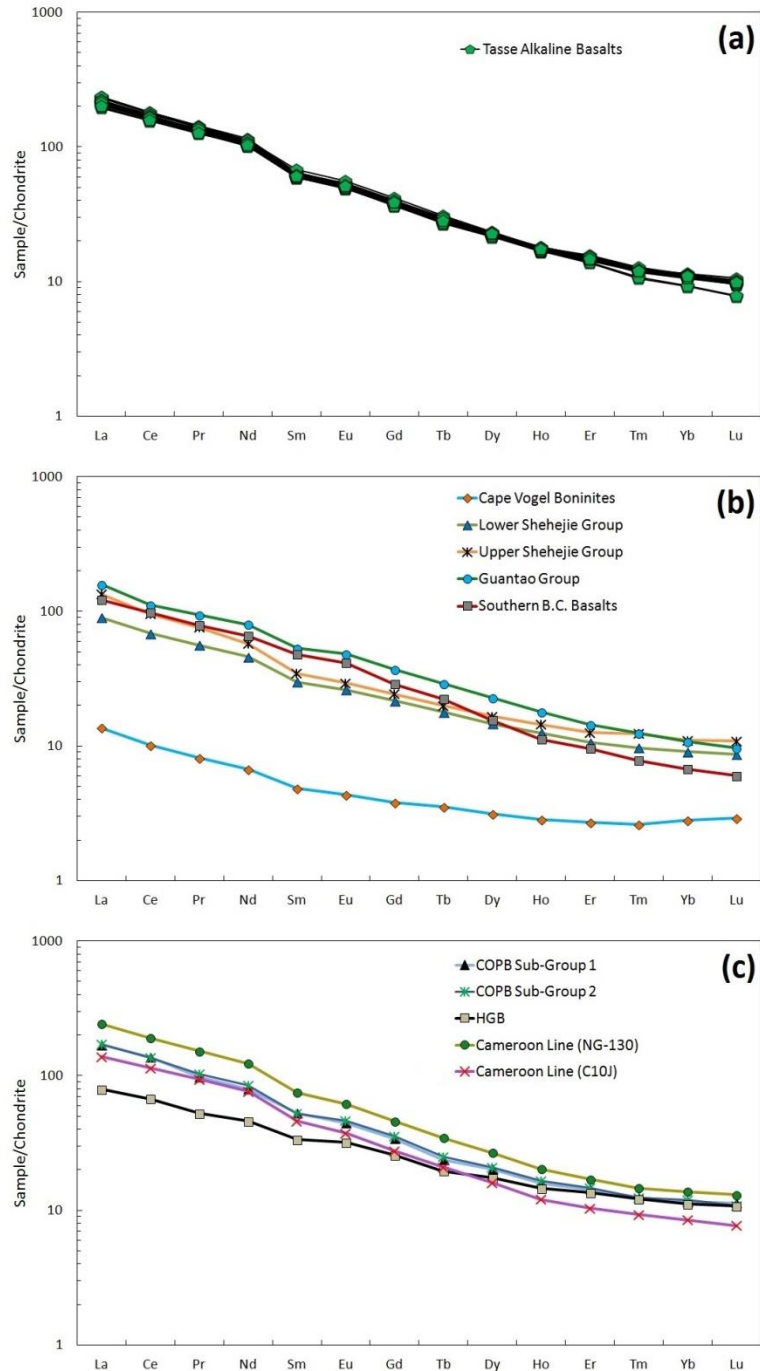 1000
(a)
Tasse Alkaline Basalts
100
Sample/Chondrite
10
1
La Ce Pr Nd Sm Eu Gd Tb Dy Ho Er Tm Yb Lu
1000
(b)
Cape Vogel Boninites
Lower Shehejie Group
Upper Shehejie Group
Guantao Group
Southern B.C. Basalts
100
Sample/Chondrite
10
1
La Ce Pr Nd Sm Eu Gd Tb Dy Ho Er Tm Yb Lu
1000
(c)
COPB Sub-Group 1
COPB Sub-Group 2
HGB
Cameroon Line (NG-130)
Cameroon Line (C10J)
100
Sample/Chondrite
10
1
La Ce Pr Nd Sm Eu Gd Tb Dy Ho Er Tm Yb Lu